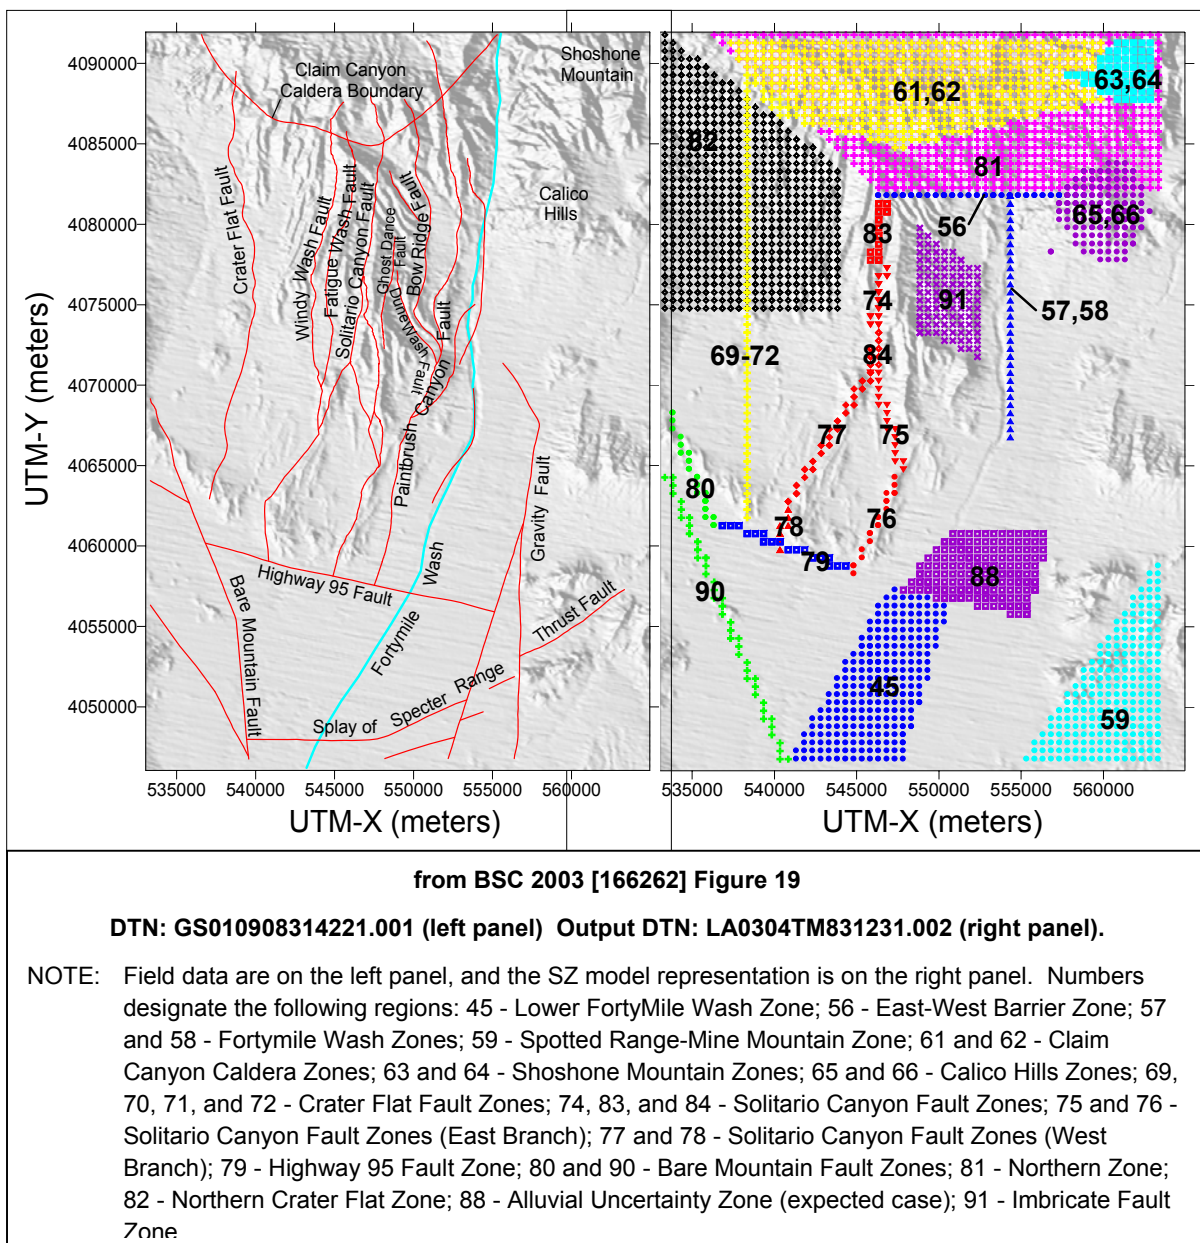 4090000
4085000
4080000
4075000
4070000
4065000
4060000
4055000
4050000
UTM-Y (meters)
Claim Canyon
Caldera Boundary
Shoshone
Mountain
Calico
Hills
Crater Flat Fault
Windy Wash Fault
Fatigue Wash Fault
Solitario Canyon Fault
Ghost Dance
Fault
Bow Ridge Fault
Dune Wash Fault
Paintbrush Canyon Fault
Gravity Fault
Highway 95 Fault
Bare Mountain Fault
Fortymile Wash
Thrust Fault
Splay of Specter Range
535000 540000 545000 550000 555000 560000
UTM-X (meters)
61,62
63,64
82
81
65,66
56
83
91
74
57,58
69-72
84
77
75
80
78
76
79
90
88
45
59
535000 540000 545000 550000 555000 560000
UTM-X (meters)
from BSC 2003 [166262] Figure 19
DTN: GS010908314221.001 (left panel) Output DTN: LA0304TM831231.002 (right panel).
NOTE: Field data are on the left panel, and the SZ model representation is on the right panel. Numbers
designate the following regions: 45 - Lower FortyMile Wash Zone; 56 - East-West Barrier Zone; 57
and 58 - Fortymile Wash Zones; 59 - Spotted Range-Mine Mountain Zone; 61 and 62 - Claim
Canyon Caldera Zones; 63 and 64 - Shoshone Mountain Zones; 65 and 66 - Calico Hills Zones; 69,
70, 71, and 72 - Crater Flat Fault Zones; 74, 83, and 84 - Solitario Canyon Fault Zones; 75 and 76 -
Solitario Canyon Fault Zones (East Branch); 77 and 78 - Solitario Canyon Fault Zones (West
Branch); 79 - Highway 95 Fault Zone; 80 and 90 - Bare Mountain Fault Zones; 81 - Northern Zone;
82 - Northern Crater Flat Zone; 88 - Alluvial Uncertainty Zone (expected case); 91 - Imbricate Fault
Zone